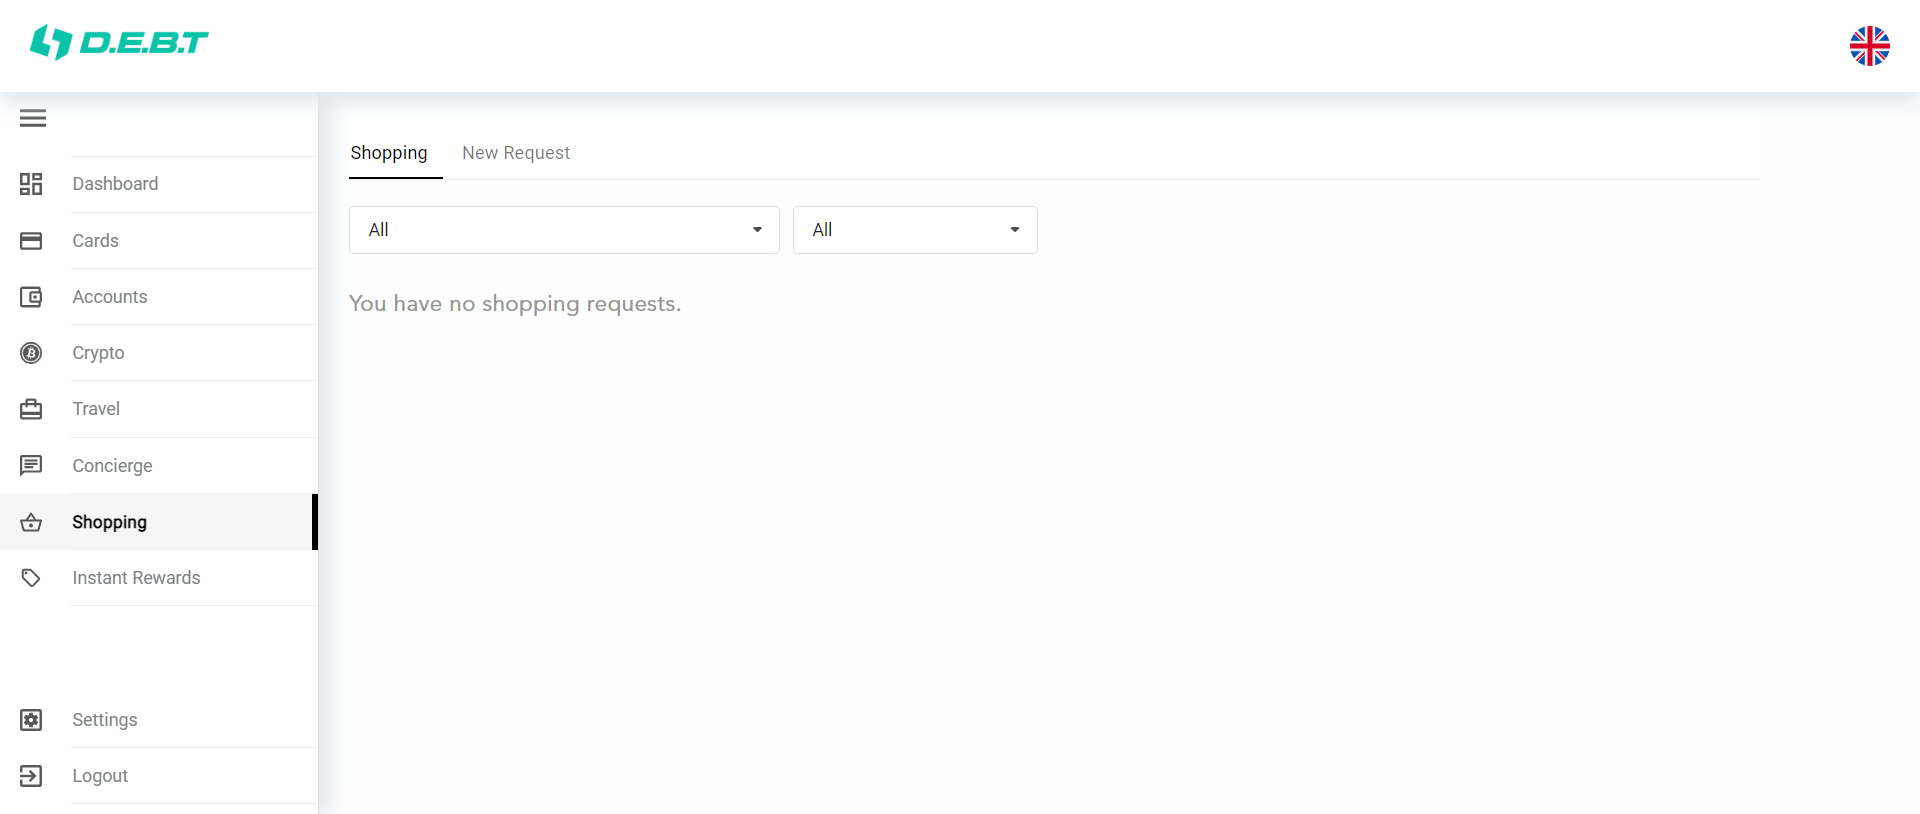 D.E.B.T
Shopping
New Request
Dashboard
All
All
Cards
Accounts
You have no shopping requests.
Crypto
Travel
Concierge
Shopping
Instant Rewards
Settings
Logout